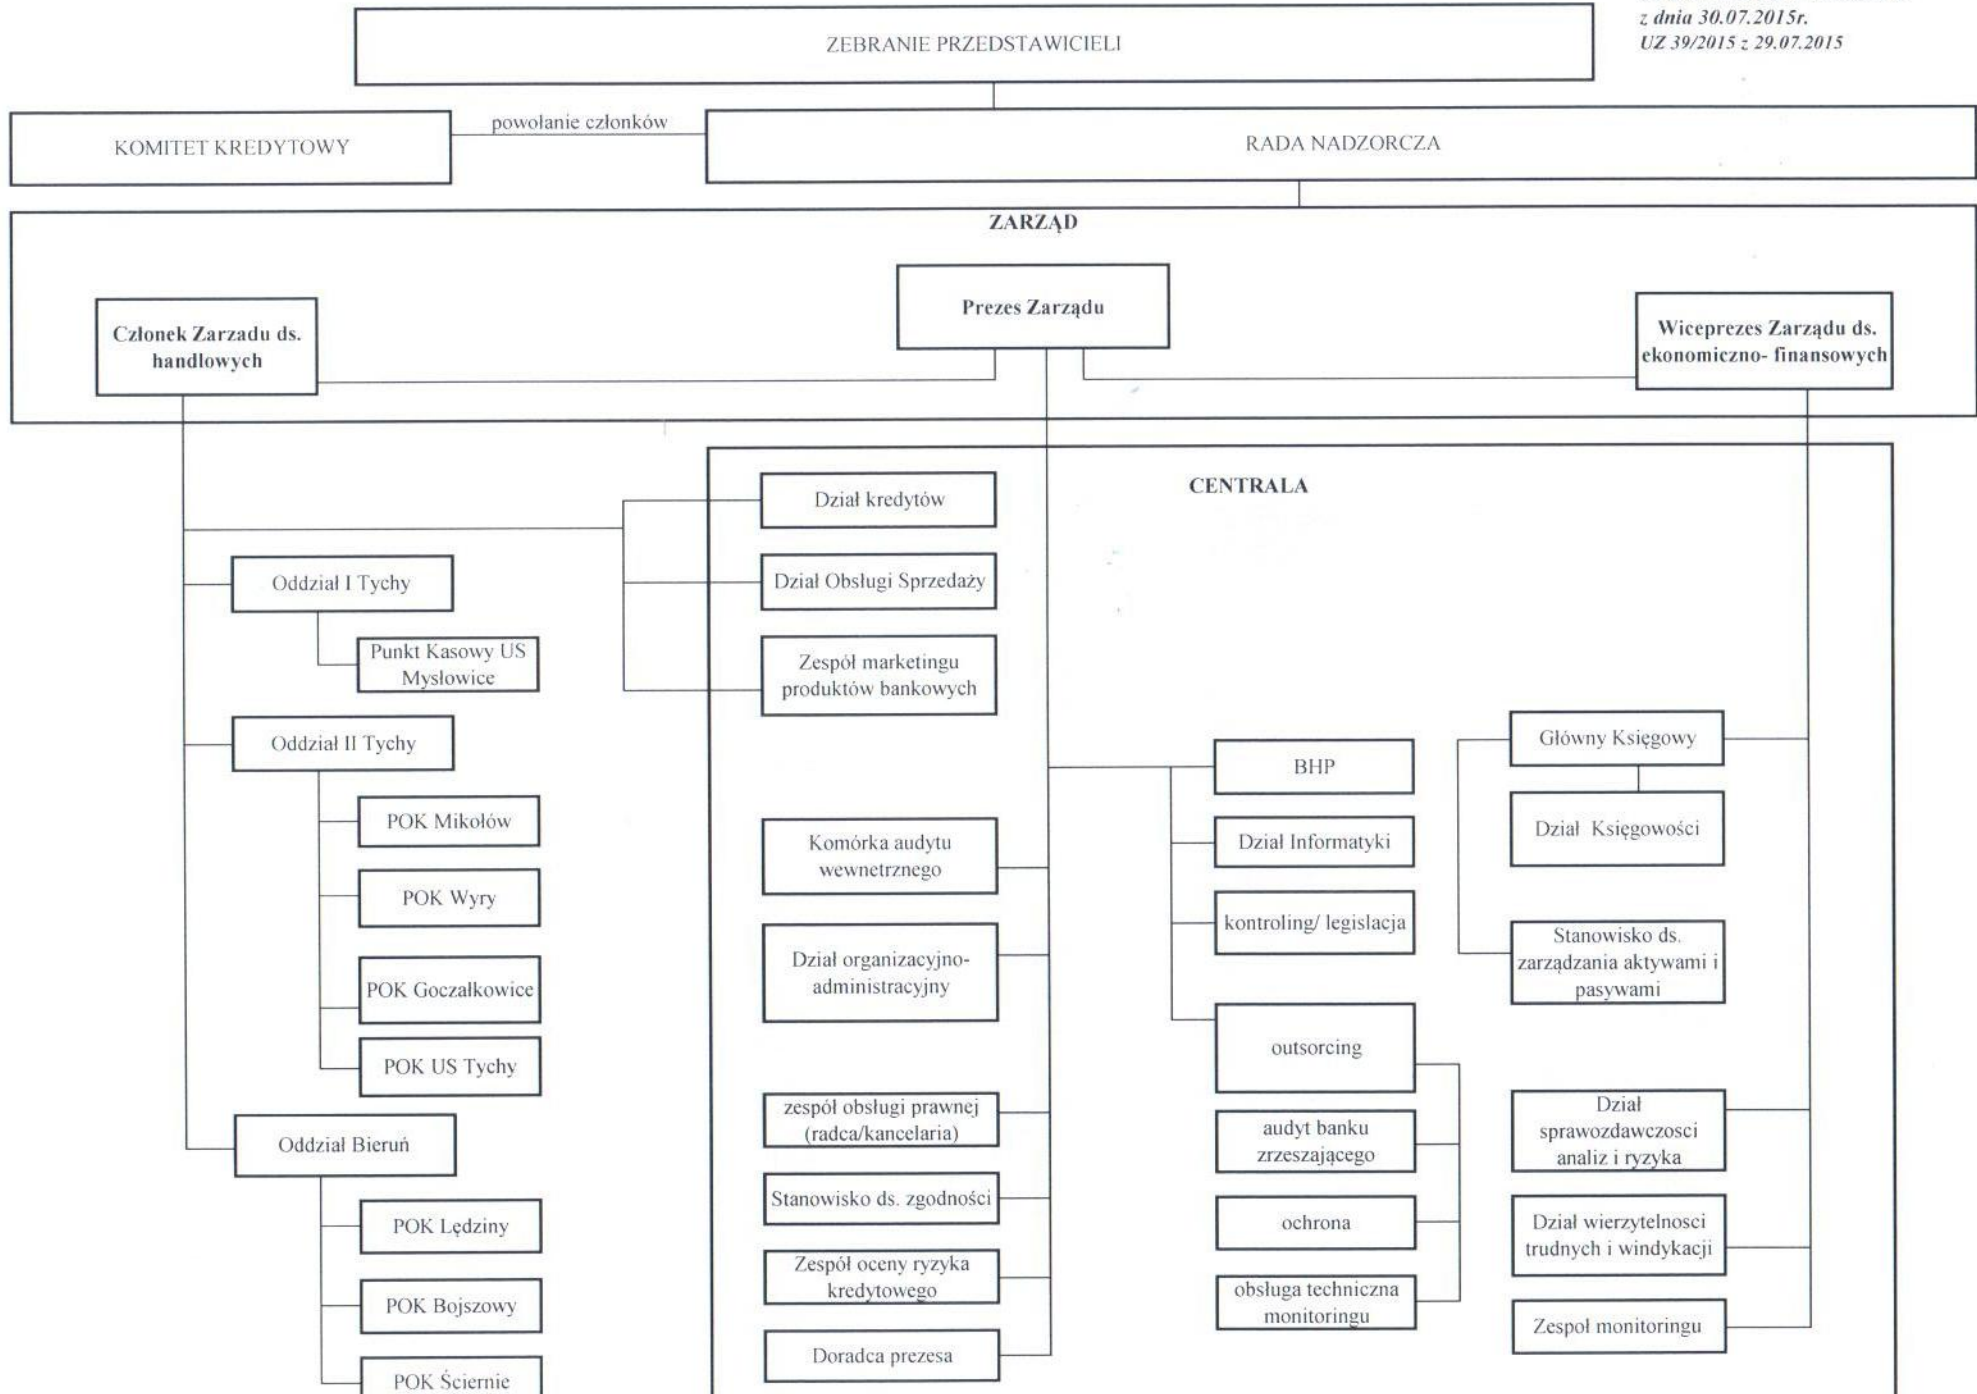 z dnia 30.07.2015r.
UZ 39/2015 z 29.07.2015
ZEBRANIE PRZEDSTAWICIELI
KOMITET KREDYTOWY
powołanie członków
RADA NADZORCZA
ZARZĄD
Członek Zarzadu ds.
handlowych
Prezes Zarządu
Wiceprezes Zarządu ds.
ekonomiczno- finansowych
CENTRALA
Oddział I Tychy
Punkt Kasowy US
Mysłowice
Oddział II Tychy
POK Mikołów
POK Wyry
POK Goczałkowice
POK US Tychy
Oddział Bieruń
POK Lędziny
POK Bojszowy
POK Ściernie
Dział kredytów
Dział Obsługi Sprzedaży
Zespół marketingu
produktów bankowych
Komórka audytu
wewnetrznego
Dział organizacyjno-
administracyjny
zespół obsługi prawnej
(radca/kancelaria)
Stanowisko ds. zgodności
Zespół oceny ryzyka
kredytowego
Doradca prezesa
BHP
Dział Informatyki
kontroling/ legislacja
outsorcing
audyt banku
zrzeszającego
ochrona
obsługa techniczna
monitoringu
Główny Księgowy
Dział Księgowości
Stanowisko ds.
zarządzania aktywami i
pasywami
Dział
sprawozdawczosci
analiz i ryzyka
Dział wierzytelnosci
trudnych i windykacji
Zespoł monitoringu